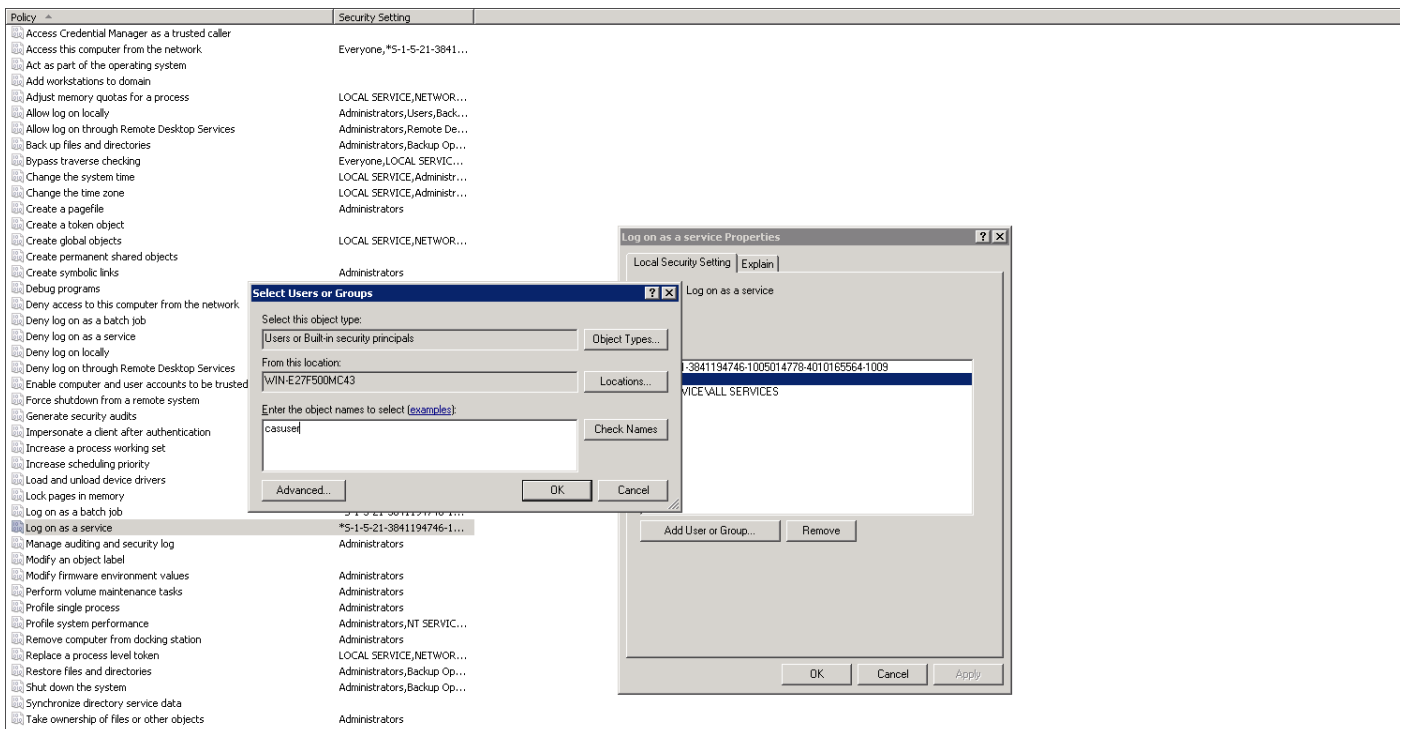 Policy Security Setting
Access Credential Manager as a trusted caller
Access this computer from the network Everyone,*S-1-5-21-3841...
Act as part of the operating system
Add workstations to domain
Adjust memory quotas for a process LOCAL SERVICE,NETWOR...
Allow log on locally Administrators,Users,Back...
Allow log on through Remote Desktop Services Administrators,Remote De...
Back up files and directories Administrators,Backup Op...
Bypass traverse checking Everyone,LOCAL SERVIC...
Change the system time LOCAL SERVICE,Administr...
Change the time zone LOCAL SERVICE,Administr...
Create a pagefile Administrators
Create a token object
Create global objects LOCAL SERVICE,NETWOR...
Create permanent shared objects
Create symbolic links Administrators
Debug programs
Deny access to this computer from the network
Deny log on as a batch job
Deny log on as a service
Deny log on locally
Deny log on through Remote Desktop Services
Enable computer and user accounts to be trusted
Force shutdown from a remote system
Generate security audits
Impersonate a client after authentication
Increase a process working set
Increase scheduling priority
Load and unload device drivers
Lock pages in memory
Log on as a batch job
Log on as a service *S-1-5-21-3841194746-1...
Manage auditing and security log Administrators
Modify an object label
Modify firmware environment values Administrators
Perform volume maintenance tasks Administrators
Profile single process Administrators
Profile system performance Administrators,NT SERVIC...
Remove computer from docking station Administrators
Replace a process level token LOCAL SERVICE,NETWOR...
Restore files and directories Administrators,Backup Op...
Shut down the system Administrators,Backup Op...
Synchronize directory service data
Take ownership of files or other objects Administrators
Select Users or Groups
Select this object type:
Users or Built-in security principals Object Types...
From this location:
WIN-E27F500MC43 Locations...
Enter the object names to select (examples):
casuser Check Names
Advanced... OK Cancel
Log on as a service Properties
Local Security Setting Explain
Log on as a service
1-3841194746-1005014778-4010165564-1009
VICE\ALL SERVICES
Add User or Group... Remove
OK Cancel Apply